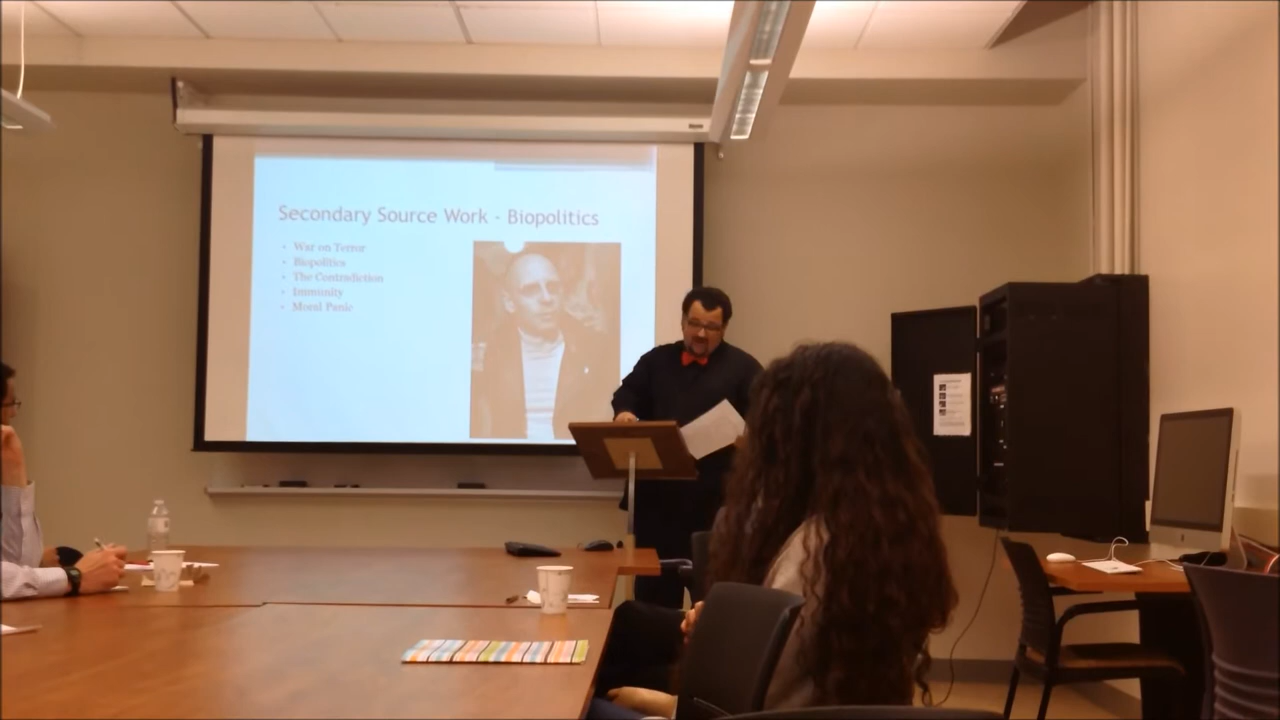 Secondary Source Work - Biopolitics
• War on Terror
• Biopolitics
• The Contradiction
• Immunity
• Moral Panic